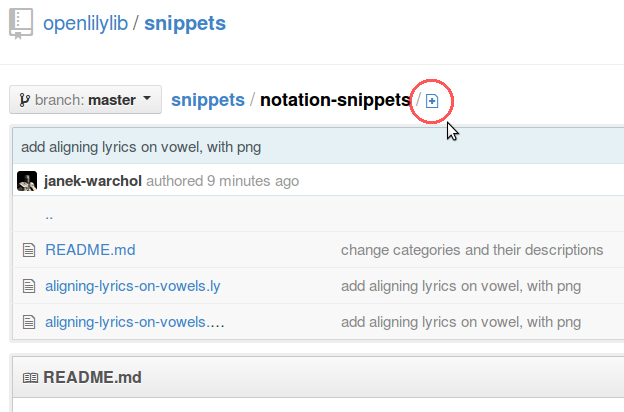 openlilylib / snippets
branch: master snippets / notation-snippets /
add aligning lyrics on vowel, with png
janek-warchol authored 9 minutes ago
..
README.md change categories and their descriptions
aligning-lyrics-on-vowels.ly add aligning lyrics on vowel, with png
aligning-lyrics-on-vowels.… add aligning lyrics on vowel, with png
README.md